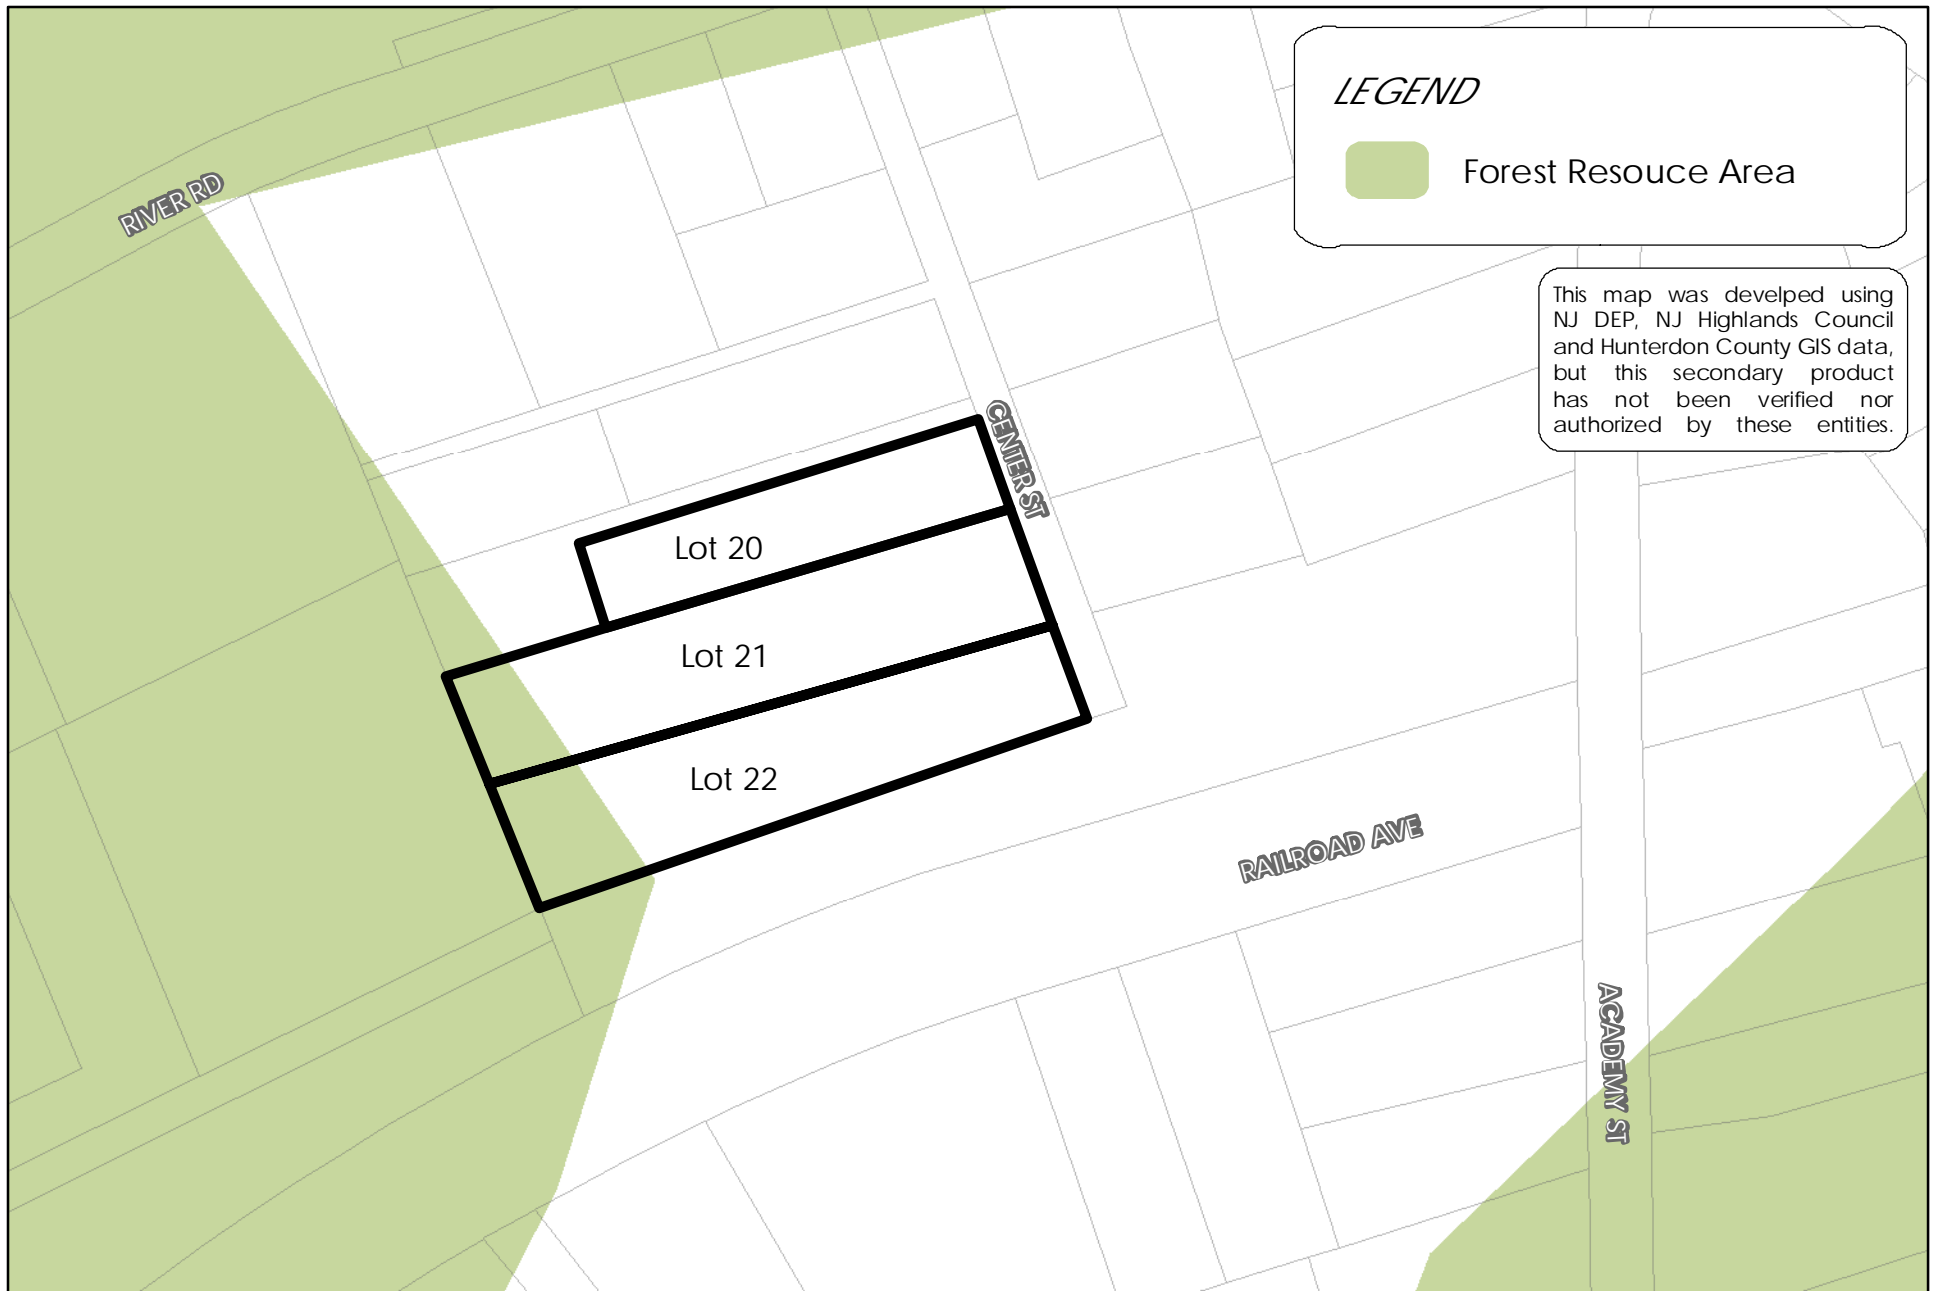 LEGEND
Forest Resouce Area
This map was develped using
NJ DEP, NJ Highlands Council
and Hunterdon County GIS data,
but this secondary product
has not been verified nor
authorized by these entities.
RIVER RD
CENTER ST
Lot 20
Lot 21
Lot 22
RAILROAD AVE
ACADEMY ST